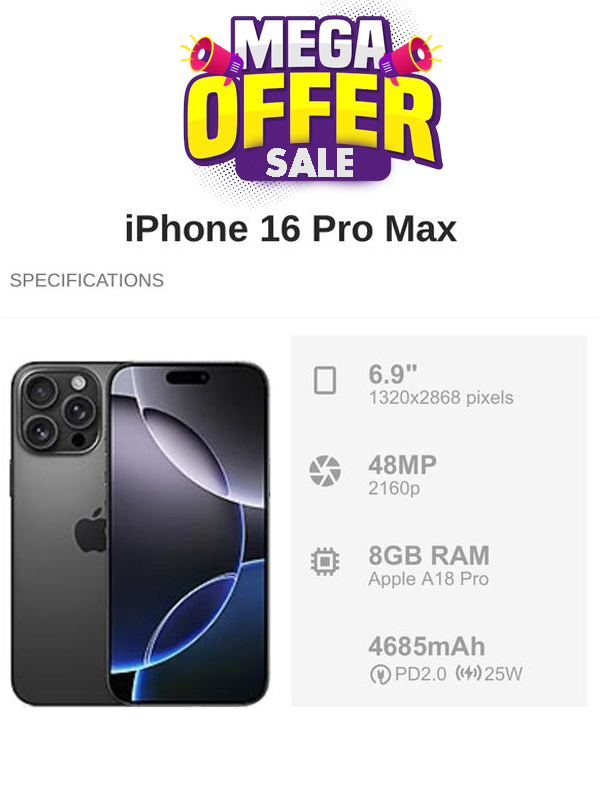 MEGA
OFFER
SALE
iPhone 16 Pro Max
SPECIFICATIONS
6.9"
1320x2868 pixels
48MP
2160p
8GB RAM
Apple A18 Pro
4685mAh
PD2.0 25W